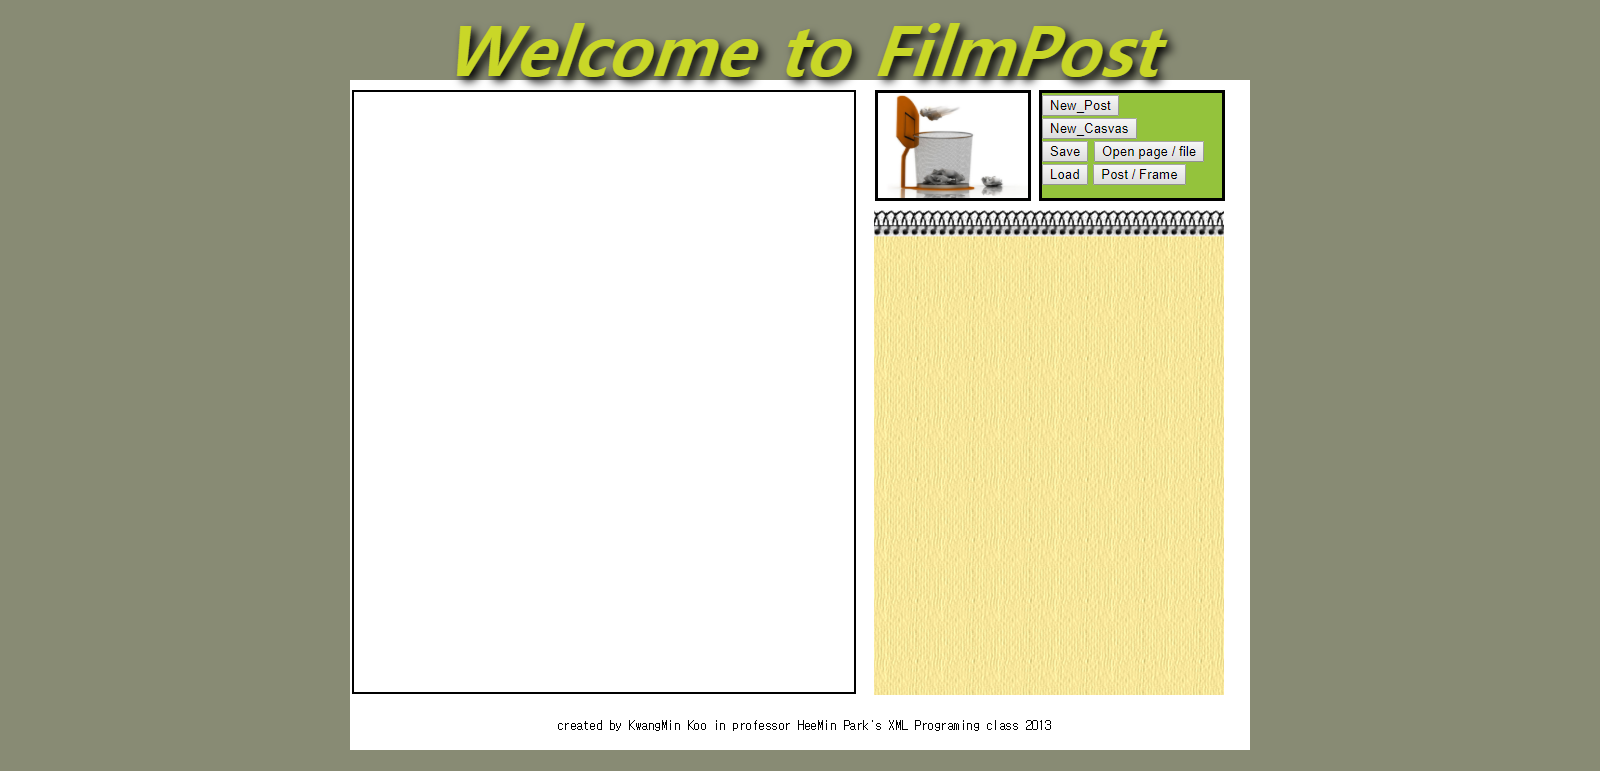 Welcome to FilmPost
New_Post
New_Casvas
Save Open page / file
Load Post / Frame
created by KwangMin Koo in professor HeeMin Park's XML Programing class 2013